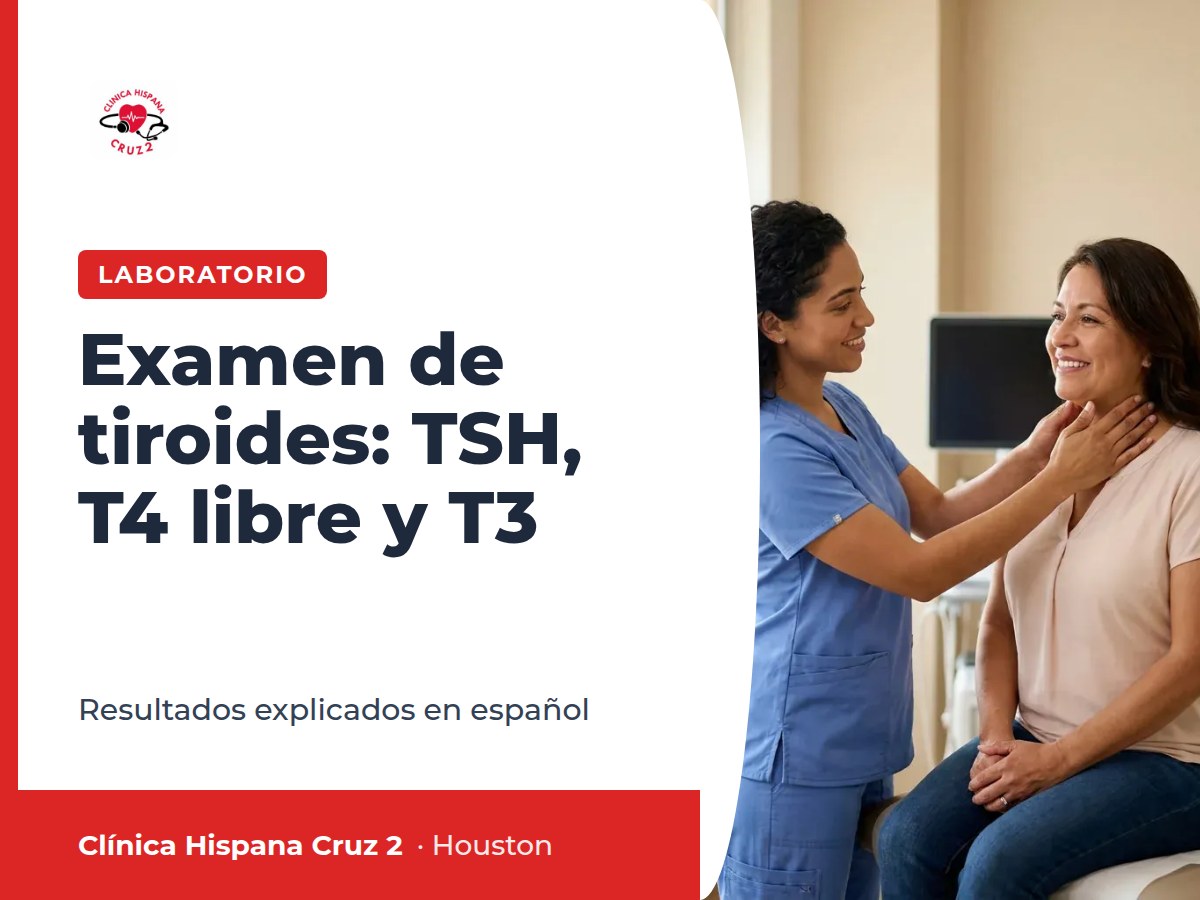 CLINICA HISPANA
CRUZ 2
LABORATORIO
Examen de
tiroides: TSH,
T4 libre y T3
Resultados explicados en español
Clínica Hispana Cruz 2 · Houston